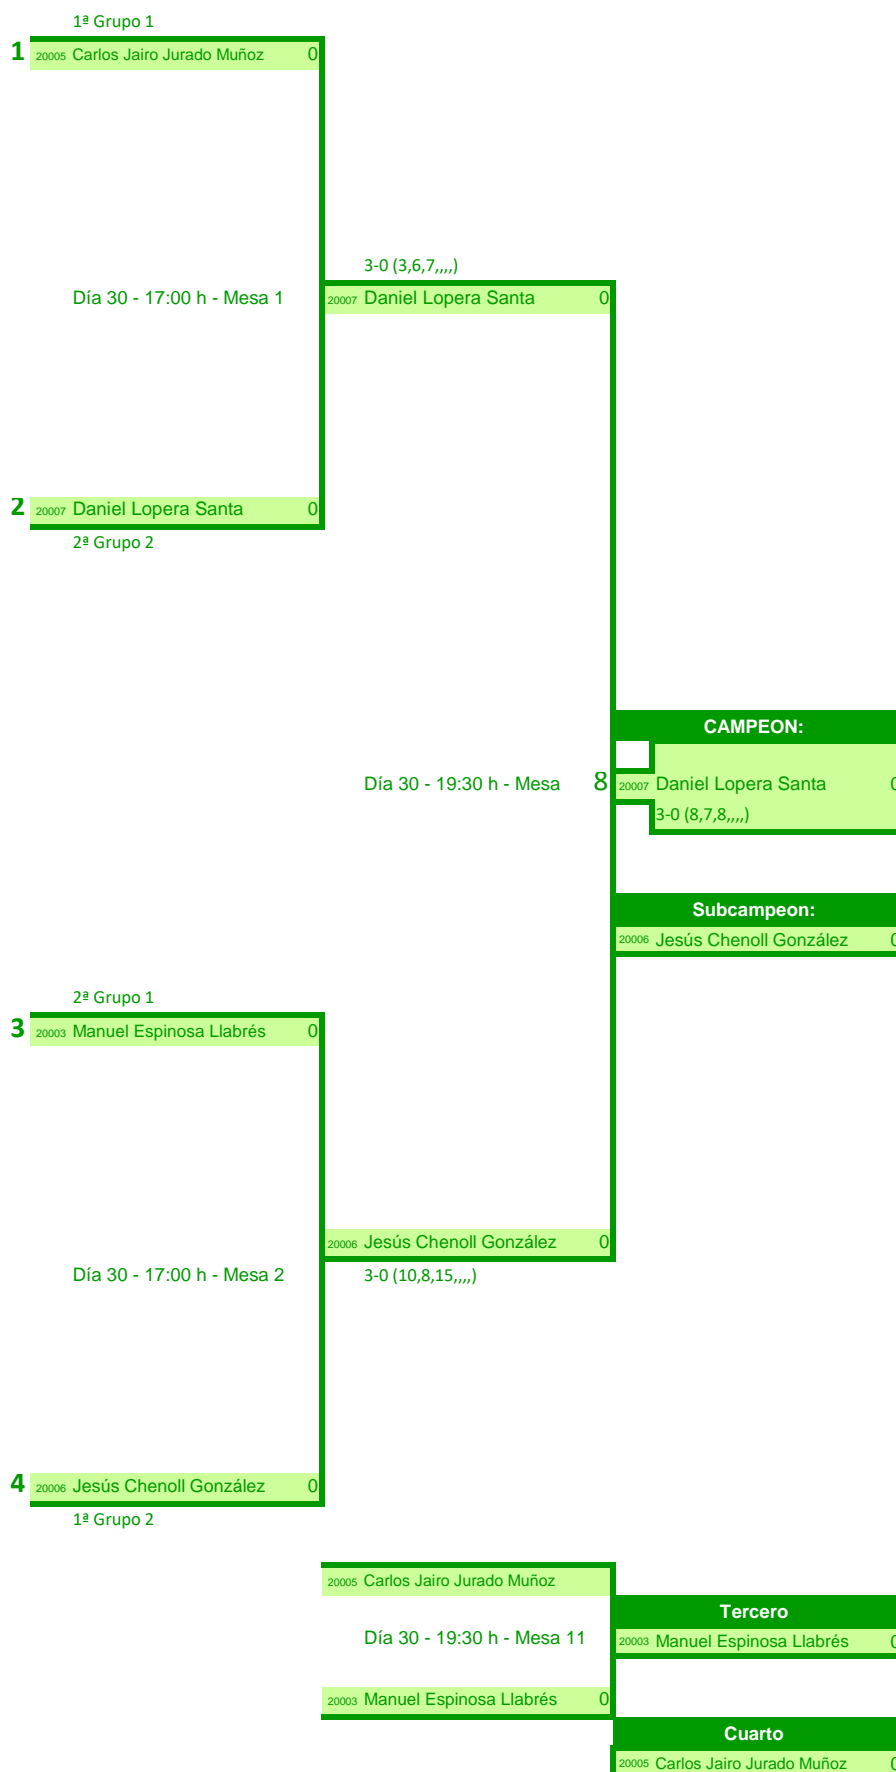 1ª Grupo 1
1 20005 Carlos Jairo Jurado Muñoz 0
3-0 (3,6,7,,,,)
Día 30 - 17:00 h - Mesa 1
20007 Daniel Lopera Santa 0
2 20007 Daniel Lopera Santa 0
2ª Grupo 2
CAMPEON:
Día 30 - 19:30 h - Mesa 8
20007 Daniel Lopera Santa 0
3-0 (8,7,8,,,,)
Subcampeon:
20006 Jesús Chenoll González 0
2ª Grupo 1
3 20003 Manuel Espinosa Llabrés 0
20006 Jesús Chenoll González 0
Día 30 - 17:00 h - Mesa 2
3-0 (10,8,15,,,,)
4 20006 Jesús Chenoll González 0
1ª Grupo 2
20005 Carlos Jairo Jurado Muñoz
Tercero
Día 30 - 19:30 h - Mesa 11
20003 Manuel Espinosa Llabrés 0
20003 Manuel Espinosa Llabrés 0
Cuarto
20005 Carlos Jairo Jurado Muñoz 0